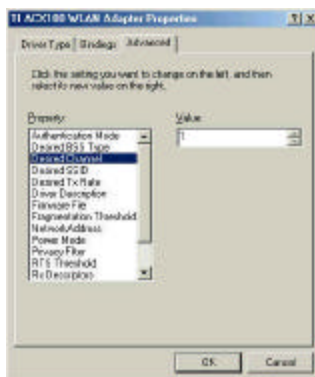 TI ACX100 WLAN Adapter Properties
Driver Type
Bindings
Advanced
Click the setting you want to change on the left, and then
select its new value on the right.
Property:
Value:
Authentication Mode
Desired BSS Type
Desired Channel
Desired SSID
Desired Tx Rate
Driver Description
Firmware File
Fragmentation Threshold
NetworkAddress
Power Mode
Privacy Filter
RTS Threshold
Rx Descriptors
1
OK
Cancel